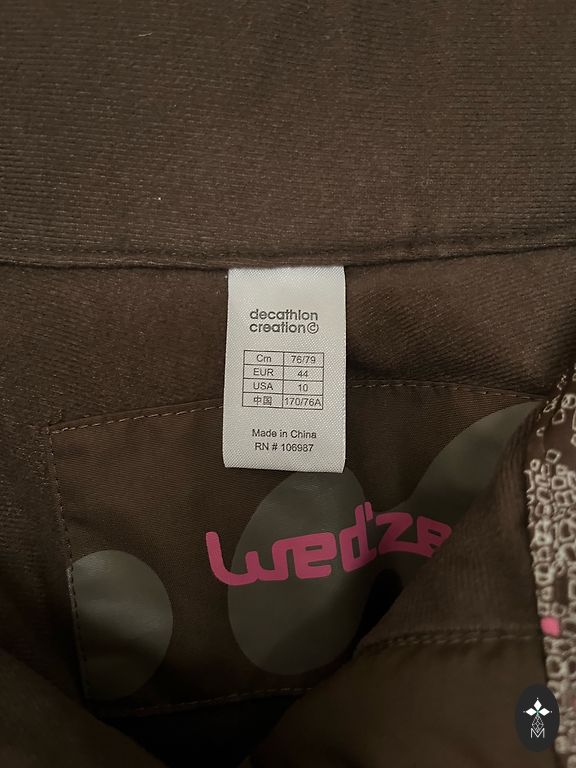 decathlon
creation©
Cm 76/79
EUR 44
USA 10
中国 170/76A
Made in China
RN # 106987
wed'ze
M